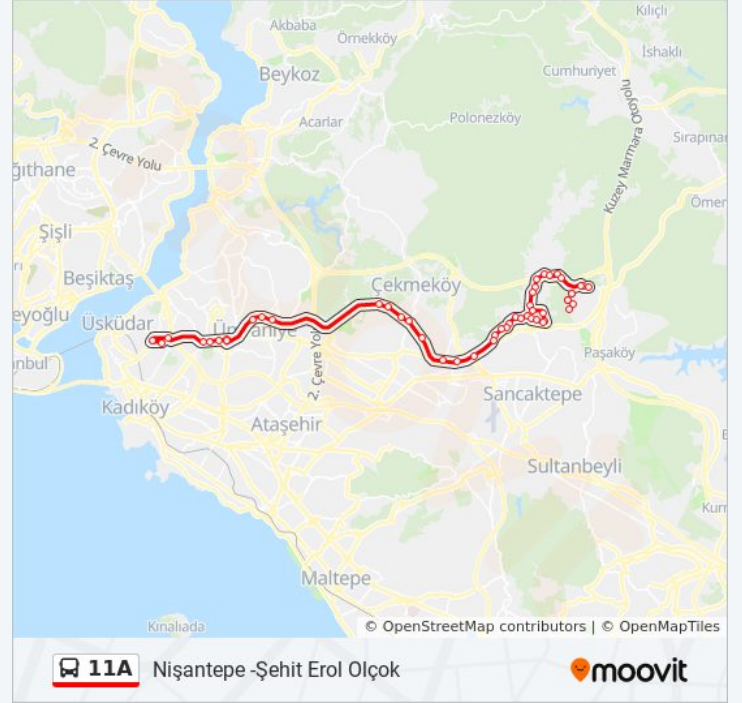 Akbaba
Kılıçlı
Örnekköy
İshaklı
Beykoz
Cumhuriyet
Acarlar
Polonezköy
2. Çevre Yolu
Kuzey Marmara Otoyolu
Sırapınar
ğıthane
Ömer
Şişli
Beşiktaş
Çekmeköy
eyoğlu
Üsküdar
Ümraniye
2. Çevre Yolu
Paşaköy
nbul
Kadıköy
Sancaktepe
Ataşehir
Sultanbeyli
Kurn
Maltepe
Kınalıada
© OpenStreetMap contributors | © OpenMapTiles
11A Nişantepe -Şehit Erol Olçok
moovit